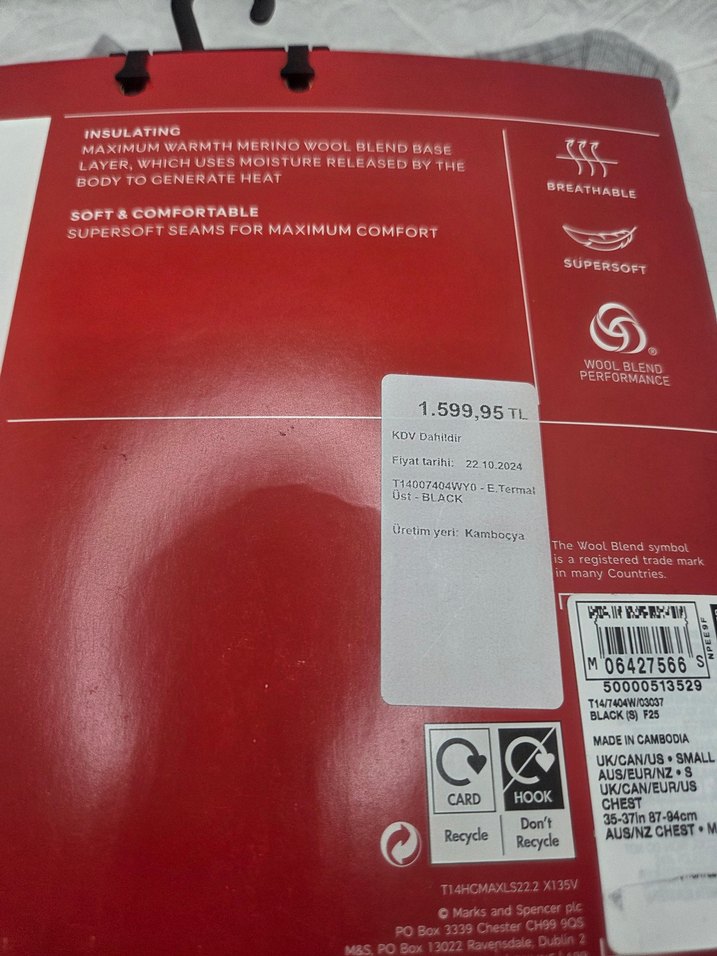 INSULATING
MAXIMUM WARMTH MERINO WOOL BLEND BASE
LAYER, WHICH USES MOISTURE RELEASED BY THE
BODY TO GENERATE HEAT
SOFT & COMFORTABLE
SUPERSOFT SEAMS FOR MAXIMUM COMFORT
BREATHABLE
SUPERSOFT
®
WOOL BLEND
PERFORMANCE
1.599,95 TL
KDV Dahildir
Fiyat tarihi: 22.10.2024
T14007404WY0 - E.Termal
Üst - BLACK
Üretim yeri: Kamboçya
The Wool Blend symbol
is a registered trade mark
in many Countries.
M 06427566 S
NPEE9F
50000513529
T14/7404W/03037
BLACK (S) F25
MADE IN CAMBODIA
UK/CAN/US • SMALL
AUS/EUR/NZ • S
UK/CAN/EUR/US
CHEST
35-37in 87-94cm
AUS/NZ CHEST • M
CARD
HOOK
Recycle
Don't
Recycle
T14HCMAXLS22.2 X135V
© Marks and Spencer plc
PO Box 3339 Chester CH99 9QS
M&S, PO Box 13022 Ravensdale, Dublin 2